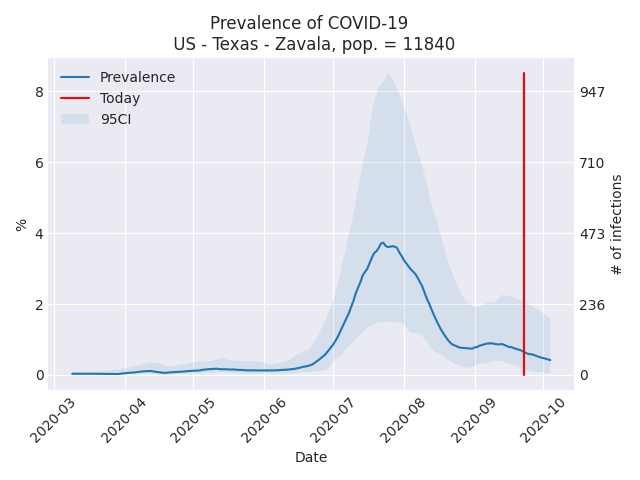 Prevalence of COVID-19
US - Texas - Zavala, pop. = 11840
Prevalence
Today
95CI
8
6
4
2
0
%
947
710
473
236
0
# of infections
2020-03
2020-04
2020-05
2020-06
2020-07
2020-08
2020-09
2020-10
Date